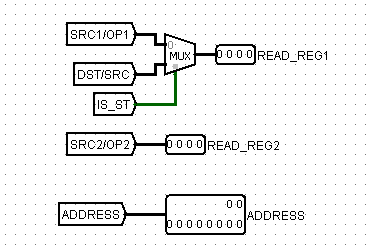 SRC1/OP1
0
MUX
0 0 0 0 READ_REG1
DST/SRC
IS_ST
SRC2/OP2 0 0 0 0 READ_REG2
0 0
ADDRESS 0 0 0 0 0 0 0 0 ADDRESS